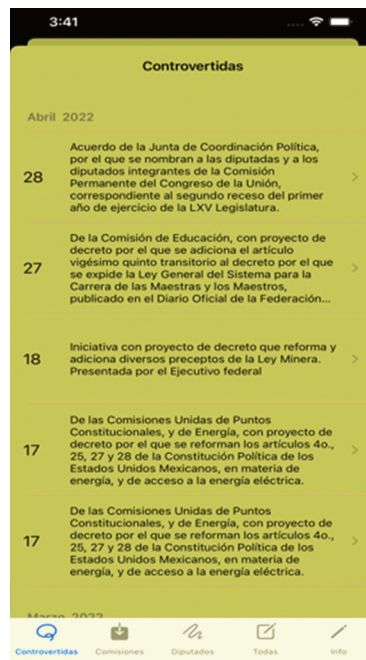 3:41
Controvertidas
Abril 2022
Acuerdo de la Junta de Coordinación Política,
por el que se nombran a las diputadas y a los
diputados integrantes de la Comisión
28
Permanente del Congreso de la Unión,
correspondiente al segundo receso del primer
año de ejercicio de la LXV Legislatura.
De la Comisión de Educación, con proyecto de
decreto por el que se adiciona el artículo
27
vigésimo quinto transitorio al decreto por el que
se expide la Ley General del Sistema para la
Carrera de las Maestras y los Maestros,
publicado en el Diario Oficial de la Federación...
Iniciativa con proyecto de decreto que reforma y
18
adiciona diversos preceptos de la Ley Minera.
Presentada por el Ejecutivo federal
De las Comisiones Unidas de Puntos
Constitucionales, y de Energía, con proyecto de
17
decreto por el que se reforman los artículos 4o.,
25, 27 y 28 de la Constitución Política de los
Estados Unidos Mexicanos, en materia de
energía, y de acceso a la energía eléctrica.
De las Comisiones Unidas de Puntos
Constitucionales, y de Energía, con proyecto de
17
decreto por el que se reforman los artículos 4o.,
25, 27 y 28 de la Constitución Política de los
Estados Unidos Mexicanos, en materia de
energía, y de acceso a la energía eléctrica.
Marzo 2022
Controvertidas Comisiones Diputados Todas Info